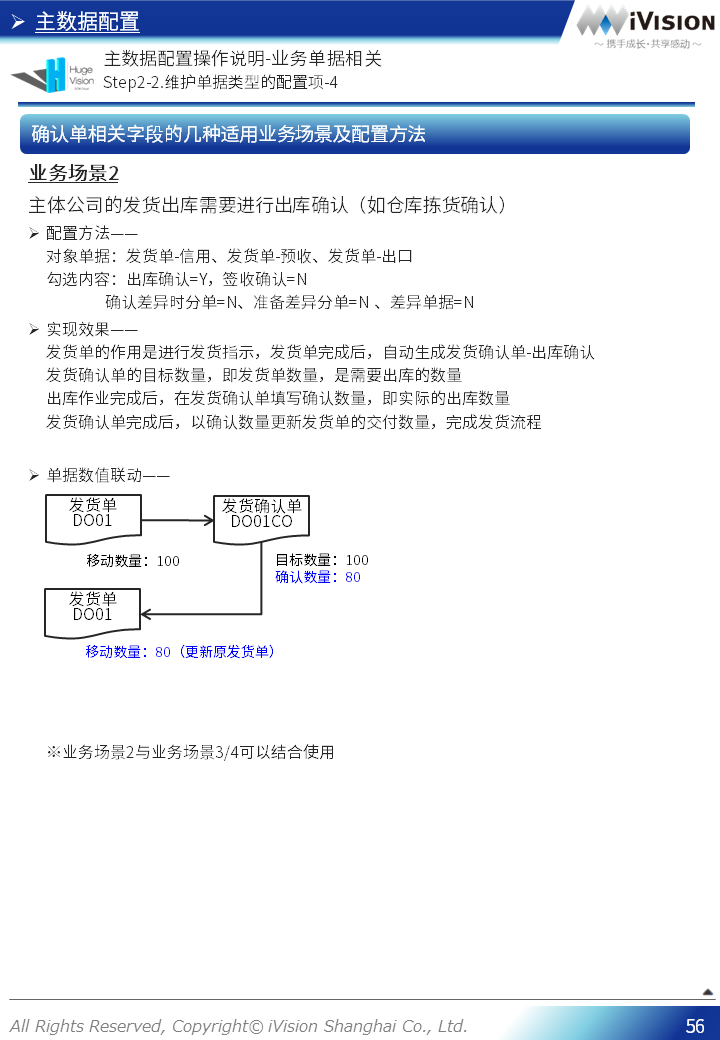 主数据配置
iVISION
～ 携手成长·共享感动 ～
Huge
Vision
主数据配置操作说明-业务单据相关
Step2-2.维护单据类型的配置项-4
确认单相关字段的几种适用业务场景及配置方法
业务场景2
主体公司的发货出库需要进行出库确认（如仓库拣货确认）
➢ 配置方法——
对象单据：发货单-信用、发货单-预收、发货单-出口
勾选内容：出库确认=Y，签收确认=N
确认差异时分单=N、准备差异分单=N 、差异单据=N
➢ 实现效果——
发货单的作用是进行发货指示，发货单完成后，自动生成发货确认单-出库确认
发货确认单的目标数量，即发货单数量，是需要出库的数量
出库作业完成后，在发货确认单填写确认数量，即实际的出库数量
发货确认单完成后，以确认数量更新发货单的交付数量，完成发货流程
➢ 单据数值联动——
发货单
DO01
发货确认单
DO01CO
移动数量：100
目标数量：100
确认数量：80
发货单
DO01
移动数量：80（更新原发货单）
※业务场景2与业务场景3/4可以结合使用
All Rights Reserved, Copyright© iVision Shanghai Co., Ltd.
56